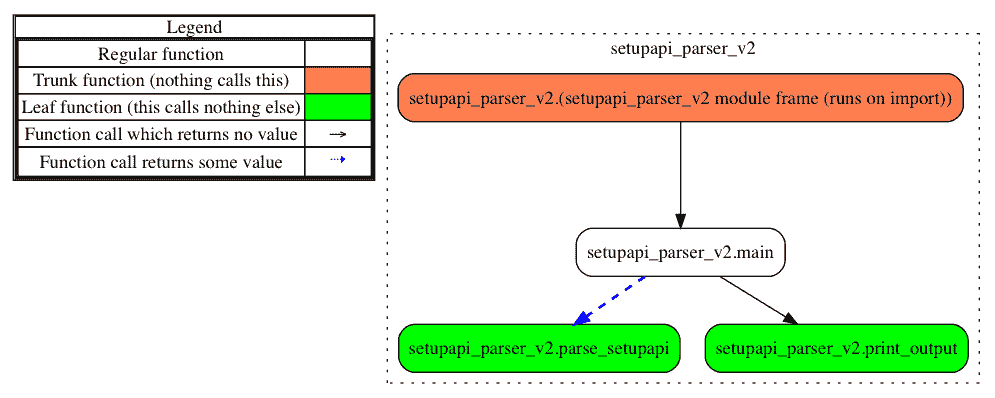 Legend
Regular function
Trunk function (nothing calls this)
Leaf function (this calls nothing else)
Function call which returns no value
Function call returns some value
setupapi_parser_v2
setupapi_parser_v2.(setupapi_parser_v2 module frame (runs on import))
setupapi_parser_v2.main
setupapi_parser_v2.parse_setupapi
setupapi_parser_v2.print_output